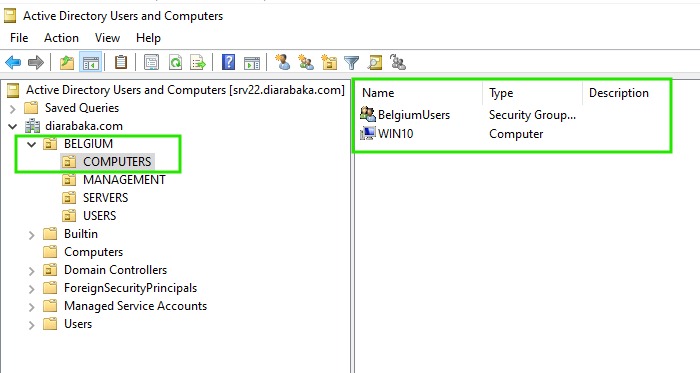 Active Directory Users and Computers
File Action View Help
Active Directory Users and Computers [srv22.diarabaka.com]
Saved Queries
diarabaka.com
BELGIUM
COMPUTERS
MANAGEMENT
SERVERS
USERS
Builtin
Computers
Domain Controllers
ForeignSecurityPrincipals
Managed Service Accounts
Users
Name Type Description
BelgiumUsers Security Group...
WIN10 Computer